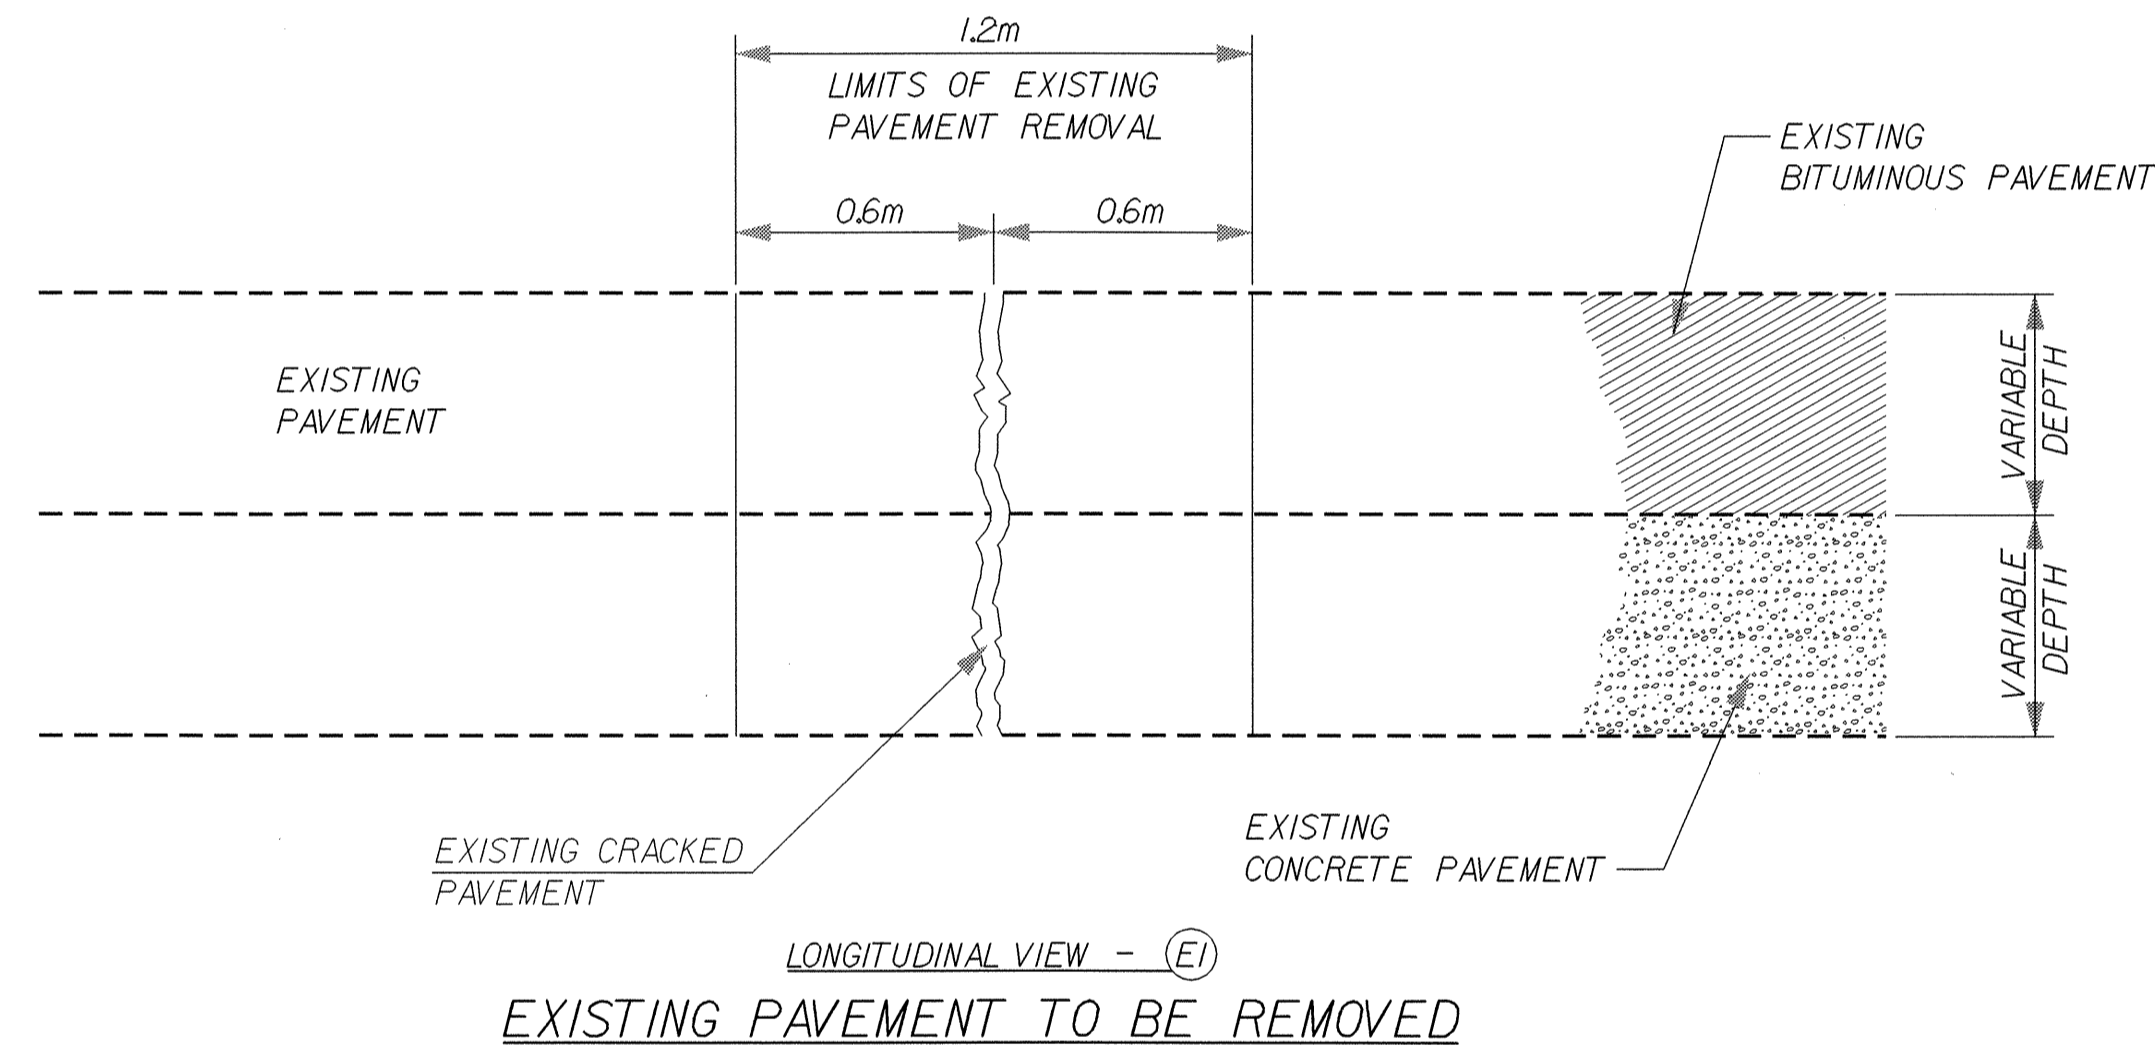 1.2m
LIMITS OF EXISTING
PAVEMENT REMOVAL
0.6m
0.6m
EXISTING
BITUMINOUS PAVEMENT
EXISTING
PAVEMENT
VARIABLE
DEPTH
VARIABLE
DEPTH
EXISTING CRACKED
PAVEMENT
EXISTING
CONCRETE PAVEMENT
LONGITUDINAL VIEW - E1
EXISTING PAVEMENT TO BE REMOVED